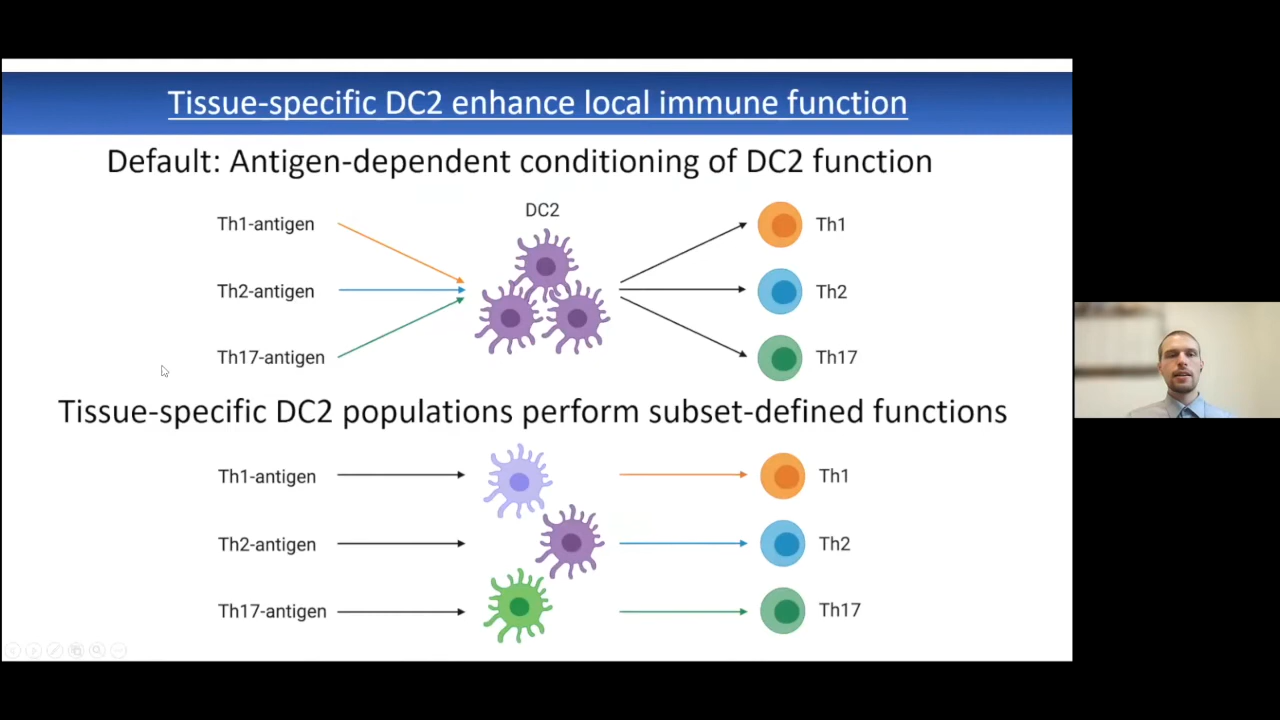 Tissue-specific DC2 enhance local immune function
Default: Antigen-dependent conditioning of DC2 function
DC2
Th1-antigen
Th1
Th2-antigen
Th2
Th17-antigen
Th17
Tissue-specific DC2 populations perform subset-defined functions
Th1-antigen
Th1
Th2-antigen
Th2
Th17-antigen
Th17